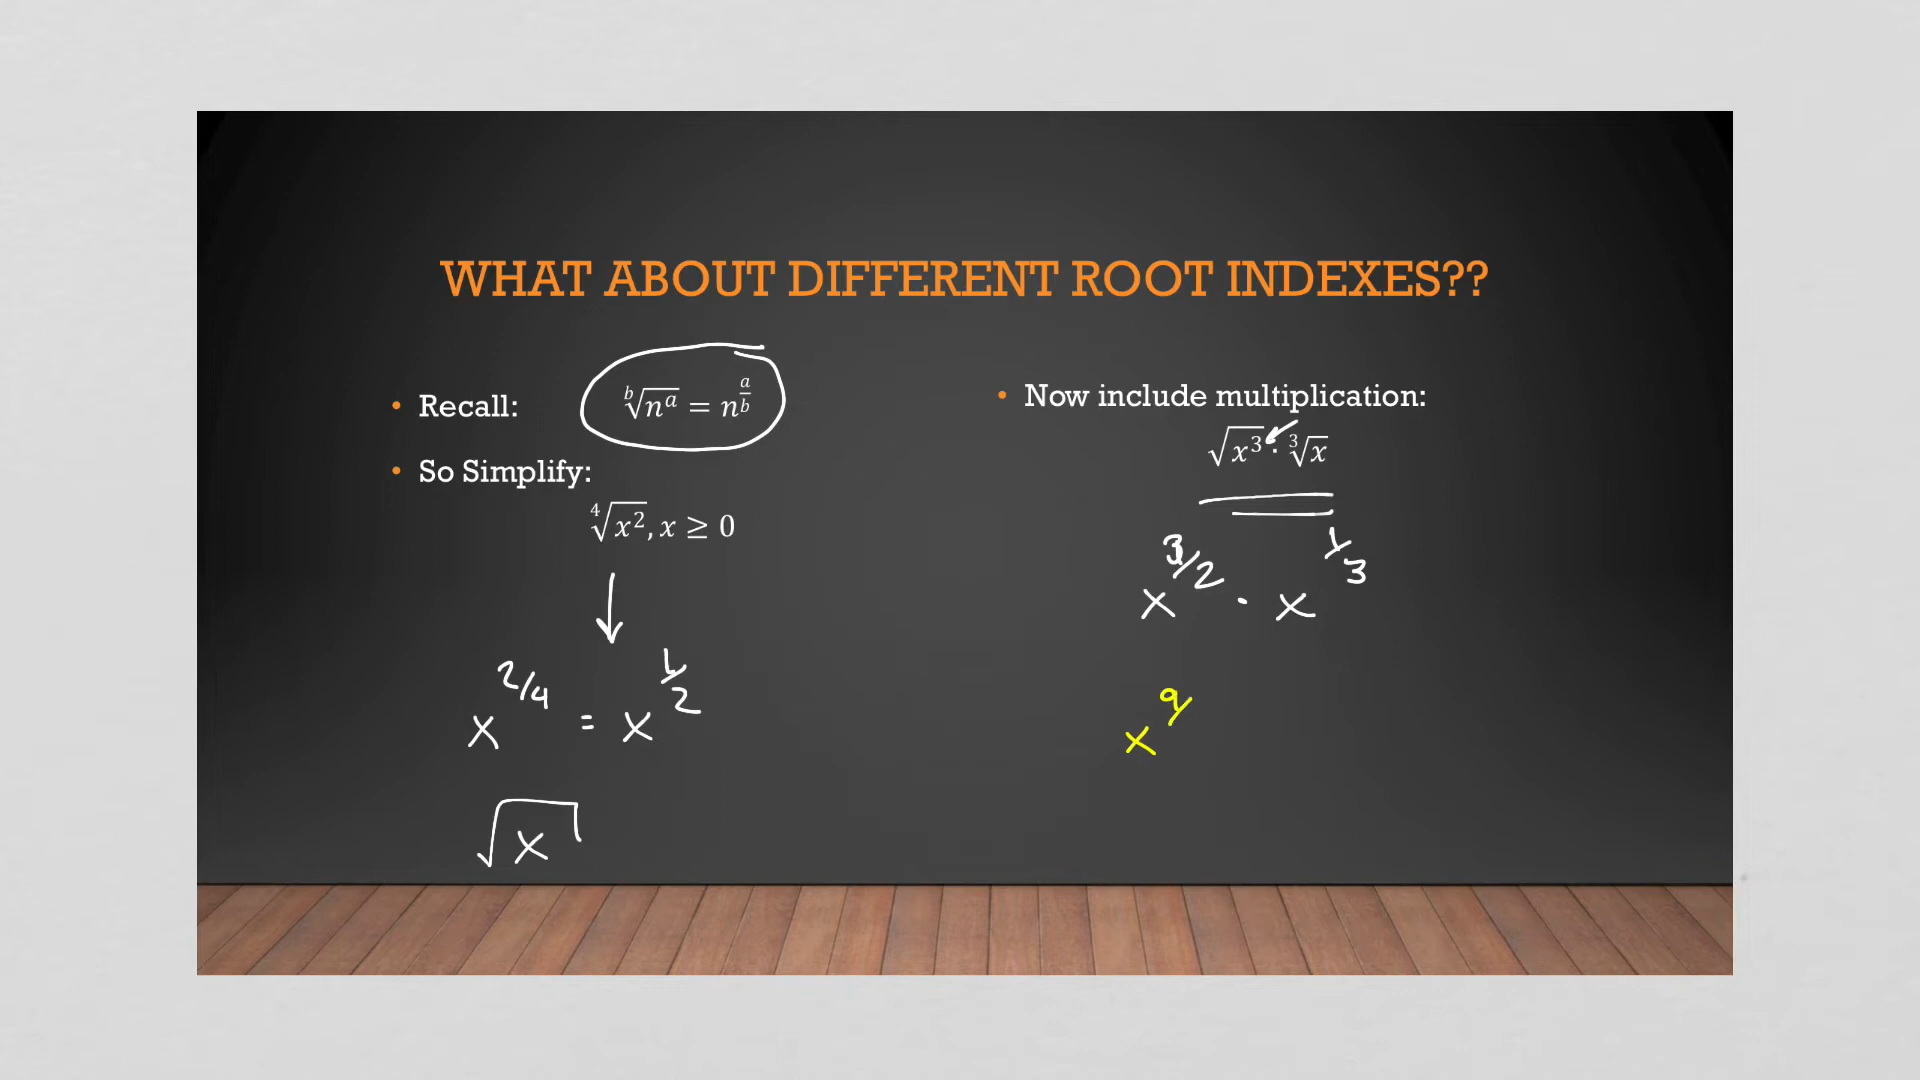 WHAT ABOUT DIFFERENT ROOT INDEXES??
• Recall: ᵇ√nᵃ = n^(a/b)
• So Simplify:
⁴√x², x ≥ 0
x^(2/4) = x^(1/2)
√x
• Now include multiplication:
√x³ · ³√x
x^(3/2) · x^(1/3)
x^(9/